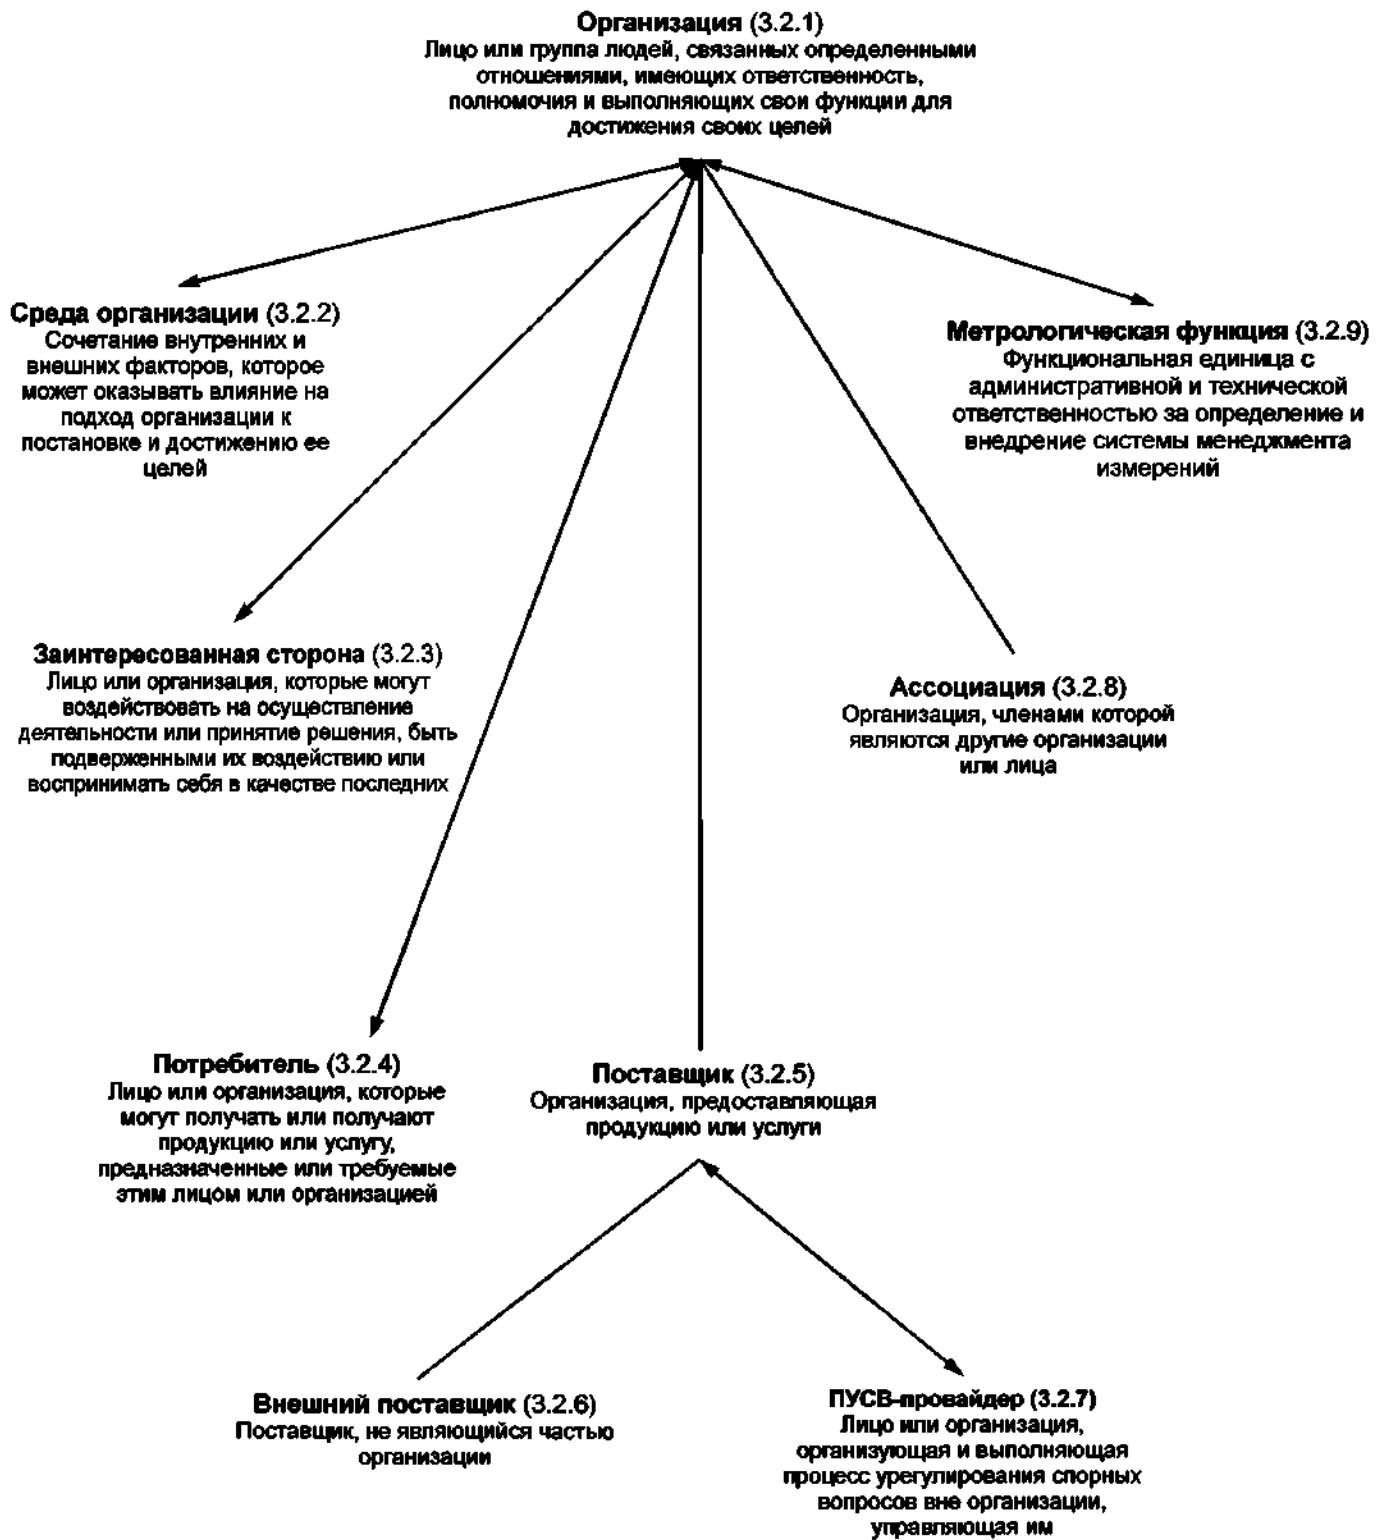 Организация (3.2.1)
Лицо или группа людей, связанных определенными
отношениями, имеющих ответственность,
полномочия и выполняющих свои функции для
достижения своих целей
Среда организации (3.2.2)
Сочетание внутренних и
внешних факторов, которое
может оказывать влияние на
подход организации к
постановке и достижению ее
целей
Метрологическая функция (3.2.9)
Функциональная единица с
административной и технической
ответственностью за определение и
внедрение системы менеджмента
измерений
Заинтересованная сторона (3.2.3)
Лицо или организация, которые могут
воздействовать на осуществление
деятельности или принятие решения, быть
подверженными их воздействию или
воспринимать себя в качестве последних
Ассоциация (3.2.8)
Организация, членами которой
являются другие организации
или лица
Потребитель (3.2.4)
Лицо или организация, которые
могут получать или получают
продукцию или услугу,
предназначенные или требуемые
этим лицом или организацией
Поставщик (3.2.5)
Организация, предоставляющая
продукцию или услуги
Внешний поставщик (3.2.6)
Поставщик, не являющийся частью
организации
ПУСВ-провайдер (3.2.7)
Лицо или организация,
организующая и выполняющая
процесс урегулирования спорных
вопросов вне организации,
управляющая им